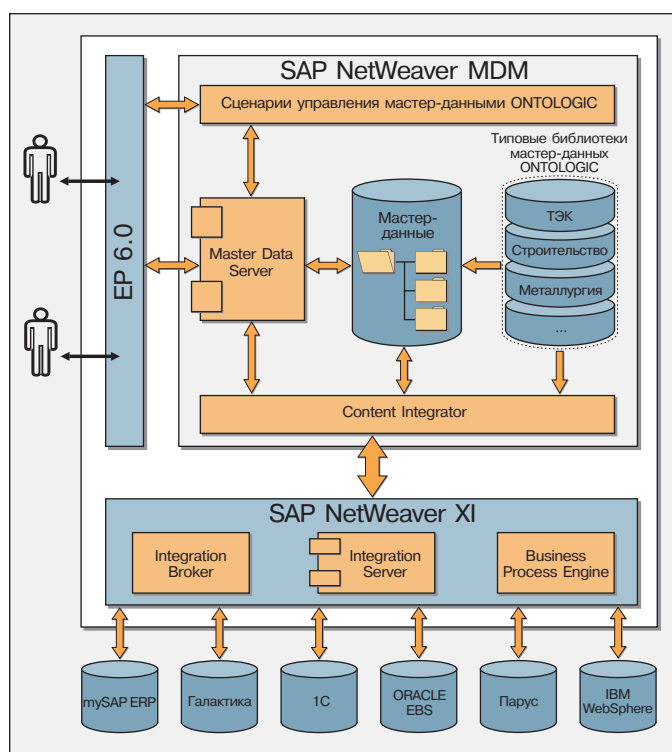 SAP NetWeaver MDM
Сценарии управления мастер-данными ONTOLOGIC
Типовые библиотеки
мастер-данных
ONTOLOGIC
EP 6.0
Master Data
Server
Мастер-
данные
ТЭК
Строительство
Металлургия
...
Content Integrator
SAP NetWeaver XI
Integration
Broker
Integration
Server
Business
Process Engine
mySAP ERP
Галактика
1С
ORACLE
EBS
Парус
IBM
WebSphere